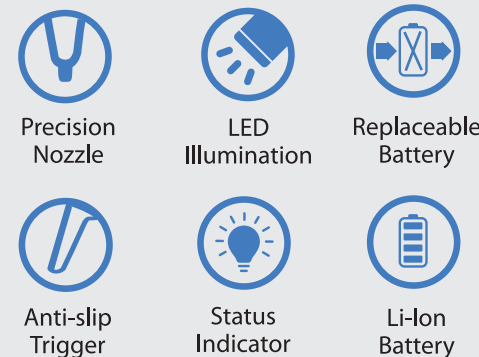 Precision
Nozzle
LED
Illumination
Replaceable
Battery
Anti-slip
Trigger
Status
Indicator
Li-Ion
Battery